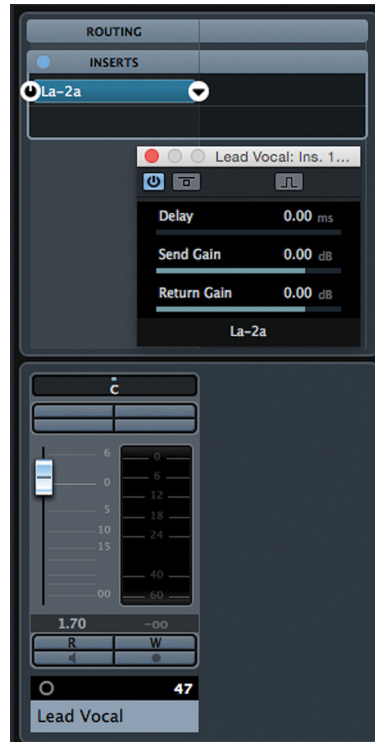 ROUTING
INSERTS
La-2a
Lead Vocal: Ins. 1...
Delay 0.00 ms
Send Gain 0.00 dB
Return Gain 0.00 dB
La-2a
C
6 0
0 6
12
5 18
10 24
15
40
00 60
1.70 -oo
R W
47
Lead Vocal